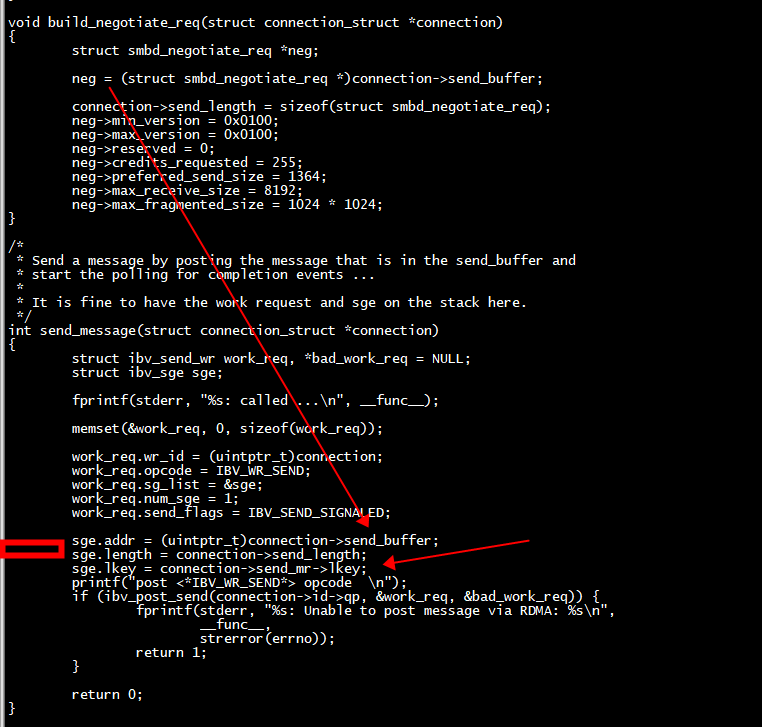 void build_negotiate_req(struct connection_struct *connection)
{
        struct smbd_negotiate_req *neg;

        neg = (struct smbd_negotiate_req *)connection->send_buffer;

        connection->send_length = sizeof(struct smbd_negotiate_req);
        neg->min_version = 0x0100;
        neg->max_version = 0x0100;
        neg->reserved = 0;
        neg->credits_requested = 255;
        neg->preferred_send_size = 1364;
        neg->max_receive_size = 8192;
        neg->max_fragmented_size = 1024 * 1024;
}

/*
 * Send a message by posting the message that is in the send_buffer and
 * start the polling for completion events ...
 *
 * It is fine to have the work request and sge on the stack here.
 */
int send_message(struct connection_struct *connection)
{
        struct ibv_send_wr work_req, *bad_work_req = NULL;
        struct ibv_sge sge;

        fprintf(stderr, "%s: called ...\n", __func__);

        memset(&work_req, 0, sizeof(work_req));

        work_req.wr_id = (uintptr_t)connection;
        work_req.opcode = IBV_WR_SEND;
        work_req.sg_list = &sge;
        work_req.num_sge = 1;
        work_req.send_flags = IBV_SEND_SIGNALED;

        sge.addr = (uintptr_t)connection->send_buffer;
        sge.length = connection->send_length;
        sge.lkey = connection->send_mr->lkey;
        printf("post <*IBV_WR_SEND*> opcode  \n");
        if (ibv_post_send(connection->id->qp, &work_req, &bad_work_req)) {
                fprintf(stderr, "%s: Unable to post message via RDMA: %s\n",
                        __func__,
                        strerror(errno));
                return 1;
        }

        return 0;
}